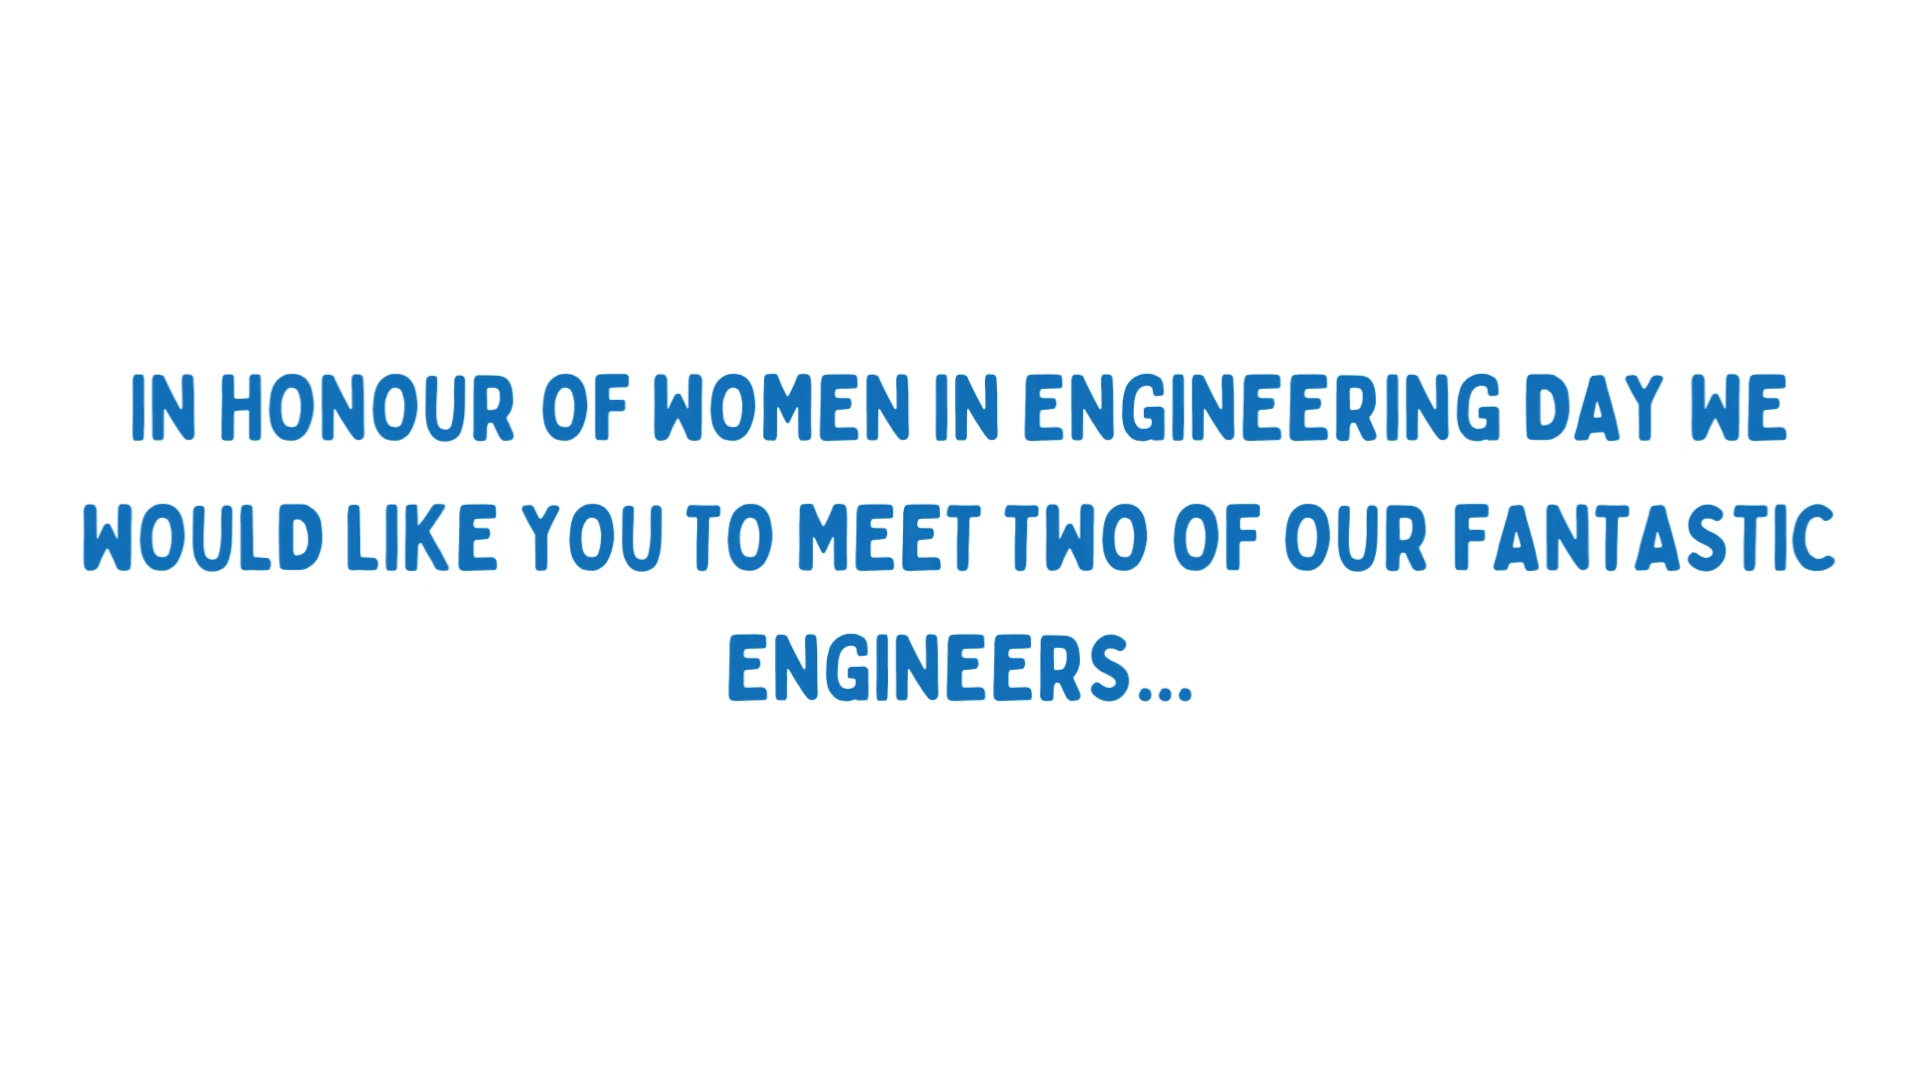 IN HONOUR OF WOMEN IN ENGINEERING DAY WE
WOULD LIKE YOU TO MEET TWO OF OUR FANTASTIC
ENGINEERS...